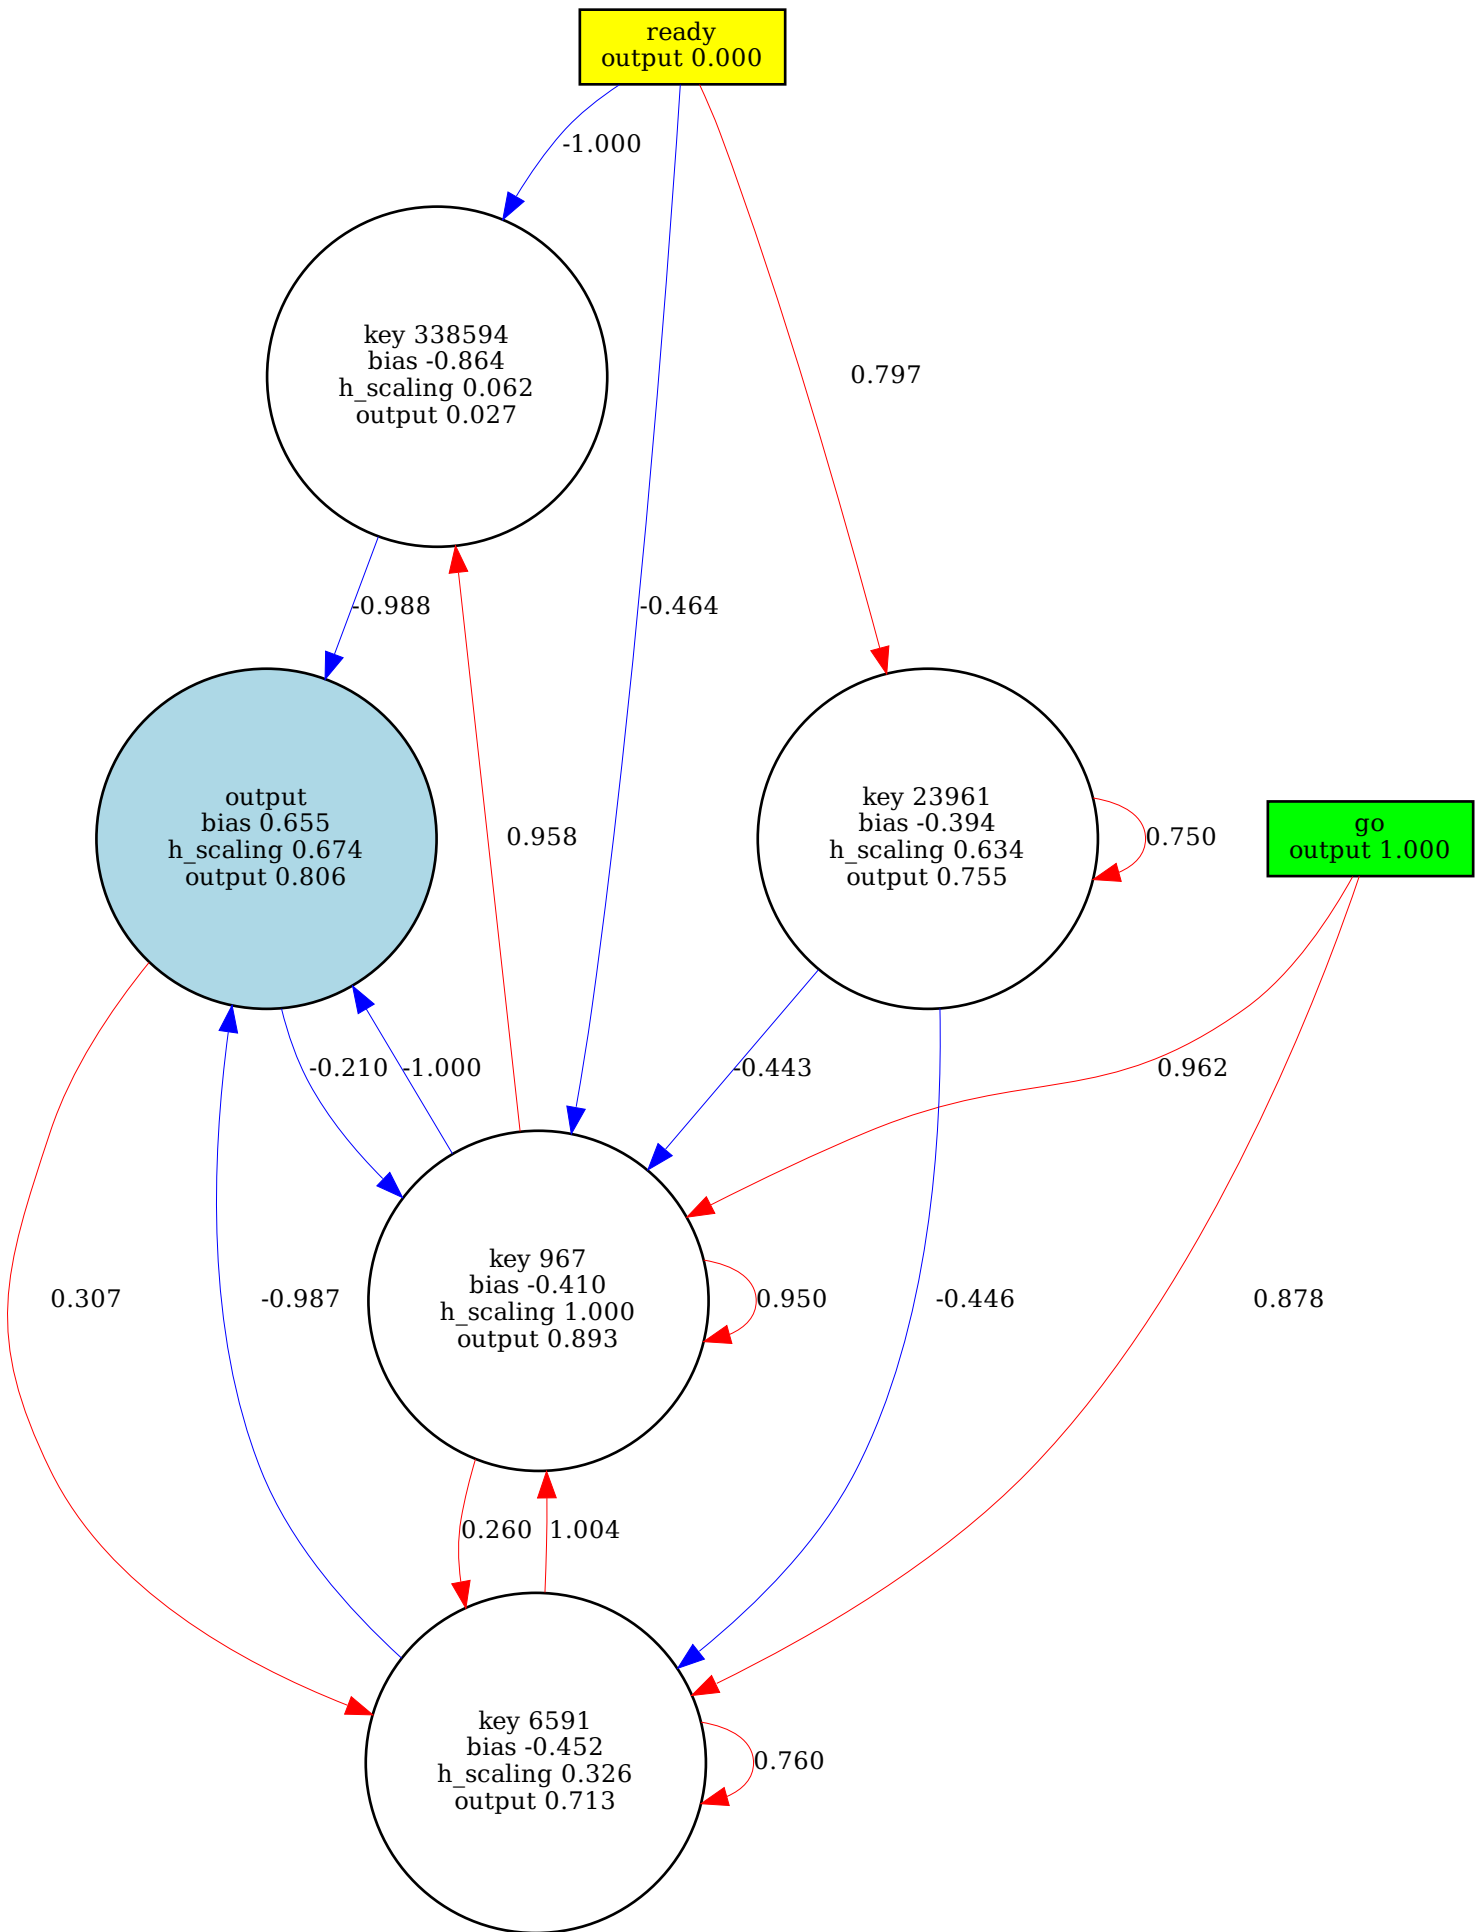 ready
output 0.000
-1.000
key 338594
bias -0.864
h_scaling 0.062
output 0.027
0.797
-0.988
-0.464
output
bias 0.655
h_scaling 0.674
output 0.806
0.958
key 23961
bias -0.394
h_scaling 0.634
output 0.755
0.750
go
output 1.000
-0.210
-1.000
-0.443
0.962
0.307
-0.987
key 967
bias -0.410
h_scaling 1.000
output 0.893
0.950
-0.446
0.878
0.260
1.004
key 6591
bias -0.452
h_scaling 0.326
output 0.713
0.760